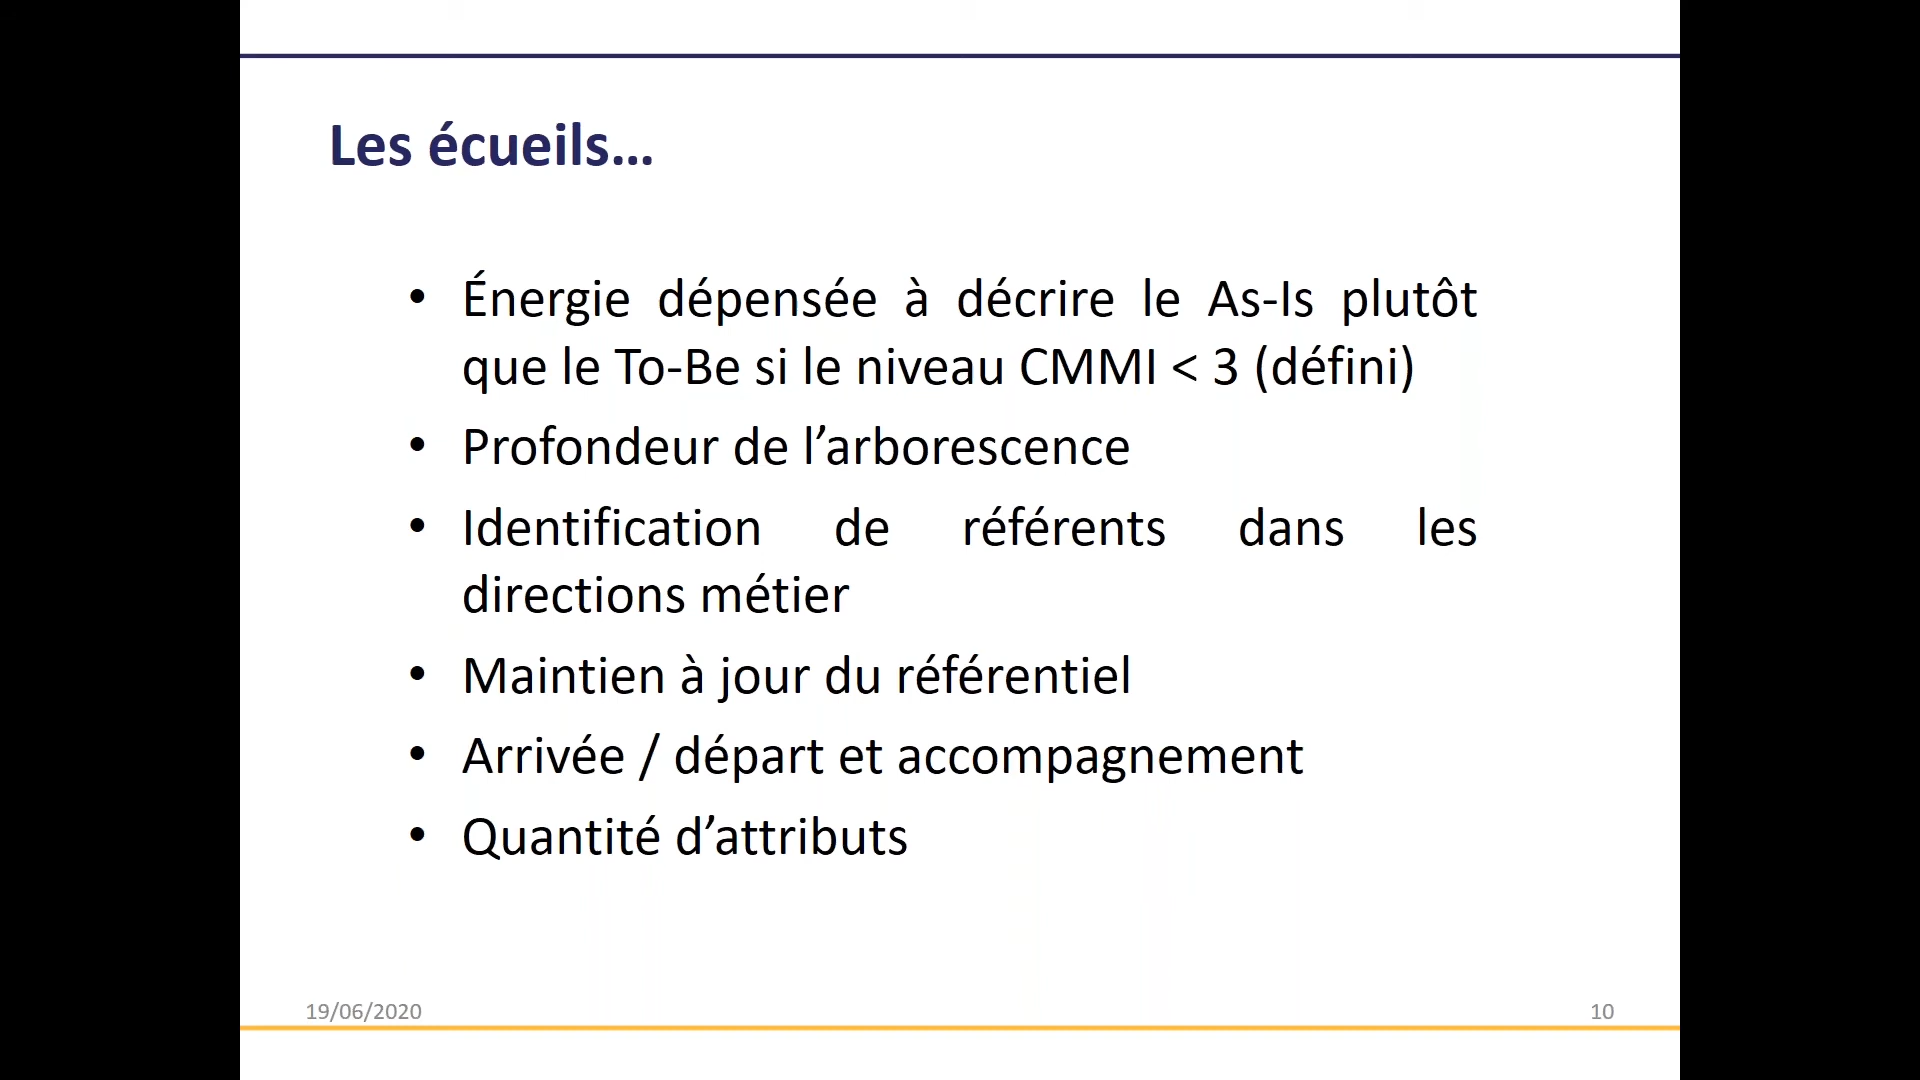 Les écueils...
• Énergie dépensée à décrire le As-Is plutôt
que le To-Be si le niveau CMMI < 3 (défini)
• Profondeur de l’arborescence
• Identification de référents dans les
directions métier
• Maintien à jour du référentiel
• Arrivée / départ et accompagnement
• Quantité d’attributs
19/06/2020
10